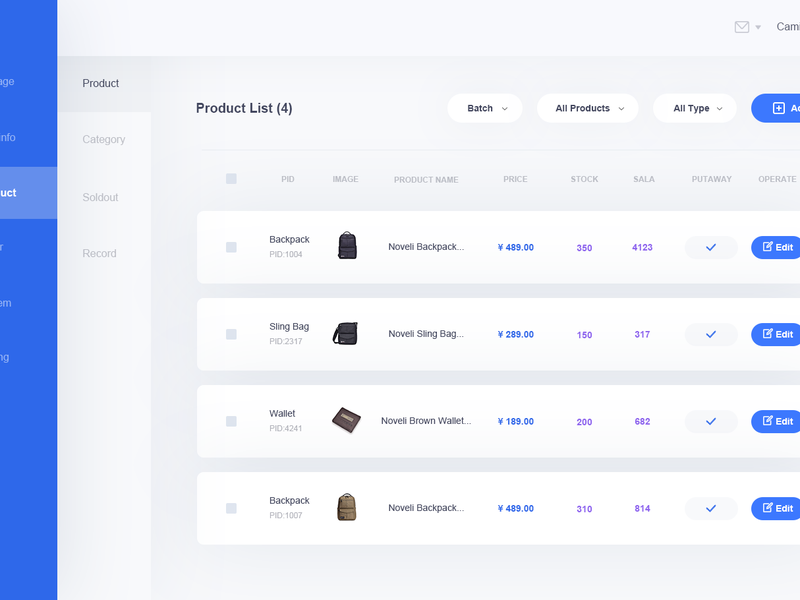 Cam
age
Product
Product List (4)
Batch
All Products
All Type
Ad
Category
nfo
PID
IMAGE
PRODUCT NAME
PRICE
STOCK
SALA
PUTAWAY
OPERATE
uct
Soldout
Backpack
PID:1004
Noveli Backpack...
¥ 489.00
350
4123
Edit
r
Record
em
Sling Bag
PID:2317
Noveli Sling Bag...
¥ 289.00
150
317
Edit
ng
Wallet
PID:4241
Noveli Brown Wallet...
¥ 189.00
200
682
Edit
Backpack
PID:1007
Noveli Backpack...
¥ 489.00
310
814
Edit